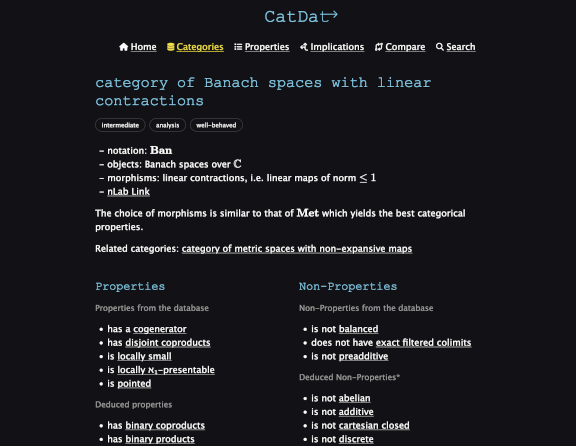 CatDat
Home Categories Properties Implications Compare Search
category of Banach spaces with linear
contractions
intermediate analysis well-behaved
– notation: Ban
– objects: Banach spaces over ℂ
– morphisms: linear contractions, i.e. linear maps of norm ≤ 1
– nLab Link
The choice of morphisms is similar to that of Met which yields the best categorical
properties.
Related categories: category of metric spaces with non-expansive maps
Properties
Properties from the database
• has a cogenerator
• has disjoint coproducts
• is locally small
• is locally ℵ₁-presentable
• is pointed
Deduced properties
• has binary coproducts
• has binary products
Non-Properties
Non-Properties from the database
• is not balanced
• does not have exact filtered colimits
• is not preadditive
Deduced Non-Properties*
• is not abelian
• is not additive
• is not cartesian closed
• is not discrete